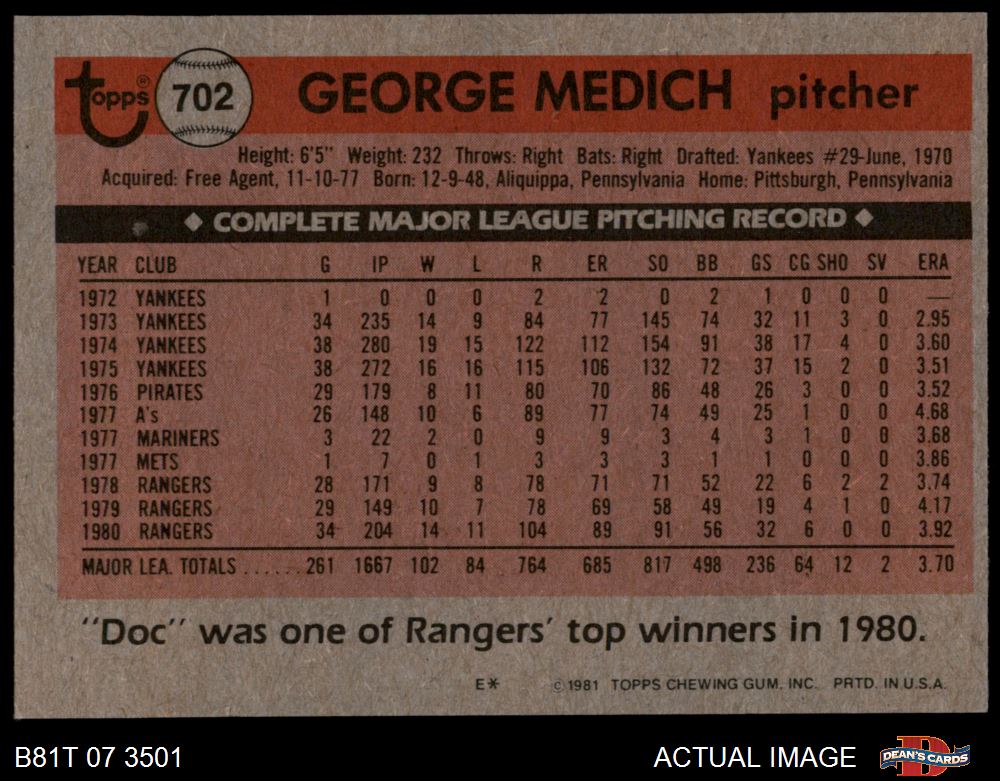 Topps® 702 GEORGE MEDICH pitcher
Height: 6'5" Weight: 232 Throws: Right Bats: Right Drafted: Yankees #29-June, 1970
Acquired: Free Agent, 11-10-77 Born: 12-9-48, Aliquippa, Pennsylvania Home: Pittsburgh, Pennsylvania
◆ COMPLETE MAJOR LEAGUE PITCHING RECORD ◆
YEAR CLUB G IP W L R ER SO BB GS CG SHO SV ERA
1972 YANKEES 1 0 0 0 2 2 0 2 1 0 0 0 —
1973 YANKEES 34 235 14 9 84 77 145 74 32 11 3 0 2.95
1974 YANKEES 38 280 19 15 122 112 154 91 38 17 4 0 3.60
1975 YANKEES 38 272 16 16 115 106 132 72 37 15 2 0 3.51
1976 PIRATES 29 179 8 11 80 70 86 48 26 3 0 0 3.52
1977 A's 26 148 10 6 89 77 74 49 25 1 0 0 4.68
1977 MARINERS 3 22 2 0 9 9 3 4 3 1 0 0 3.68
1977 METS 1 7 0 1 3 3 3 1 1 0 0 0 3.86
1978 RANGERS 28 171 9 8 78 71 71 52 22 6 2 2 3.74
1979 RANGERS 29 149 10 7 78 69 58 49 19 4 1 0 4.17
1980 RANGERS 34 204 14 11 104 89 91 56 32 6 0 0 3.92
MAJOR LEA. TOTALS ...... 261 1667 102 84 764 685 817 498 236 64 12 2 3.70
"Doc" was one of Rangers' top winners in 1980.
E* ©1981 TOPPS CHEWING GUM, INC. PRTD. IN U.S.A.
B81T 07 3501 ACTUAL IMAGE D DEAN'S CARDS